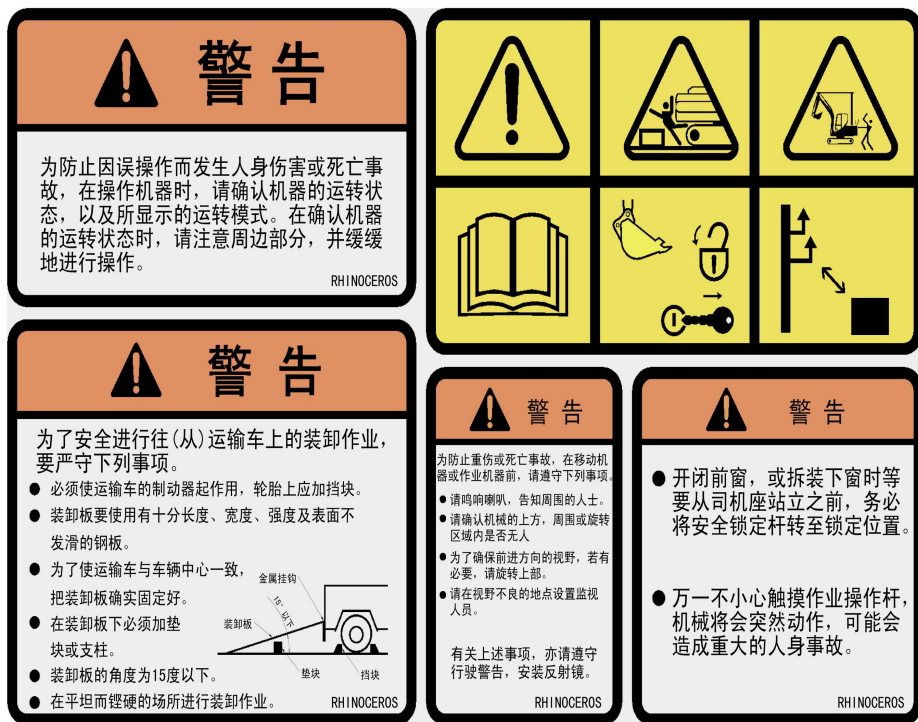 警告
为防止因误操作而发生人身伤害或死亡事
故，在操作机器时，请确认机器的运转状
态，以及所显示的运转模式。在确认机器
的运转状态时，请注意周边部分，并缓缓
地进行操作。
RHINOCEROS
警告
为了安全进行往(从)运输车上的装卸作业，
要严守下列事项。
● 必须使运输车的制动器起作用，轮胎上应加挡块。
● 装卸板要使用有十分长度、宽度、强度及表面不
发滑的钢板。
● 为了使运输车与车辆中心一致，
把装卸板确实固定好。
● 在装卸板下必须加垫
块或支柱。
● 装卸板的角度为15度以下。
● 在平坦而铿硬的场所进行装卸作业。
金属挂钩
15°以下
装卸板
垫块
挡块
RHINOCEROS
警告
为防止重伤或死亡事故，在移动机
器或作业机器前，请遵守下列事项。
● 请鸣响喇叭，告知周围的人士。
● 请确认机械的上方，周围或旋转
区域内是否无人
● 为了确保前进方向的视野，若有
必要，请旋转上部。
● 请在视野不良的地点设置监视
人员。
有关上述事项，亦请遵守
行驶警告，安装反射镜。
RHINOCEROS
警告
● 开闭前窗，或拆装下窗时等
要从司机座站立之前，务必
将安全锁定杆转至锁定位置。
● 万一不小心触摸作业操作杆，
机械将会突然动作，可能会
造成重大的人身事故。
RHINOCEROS